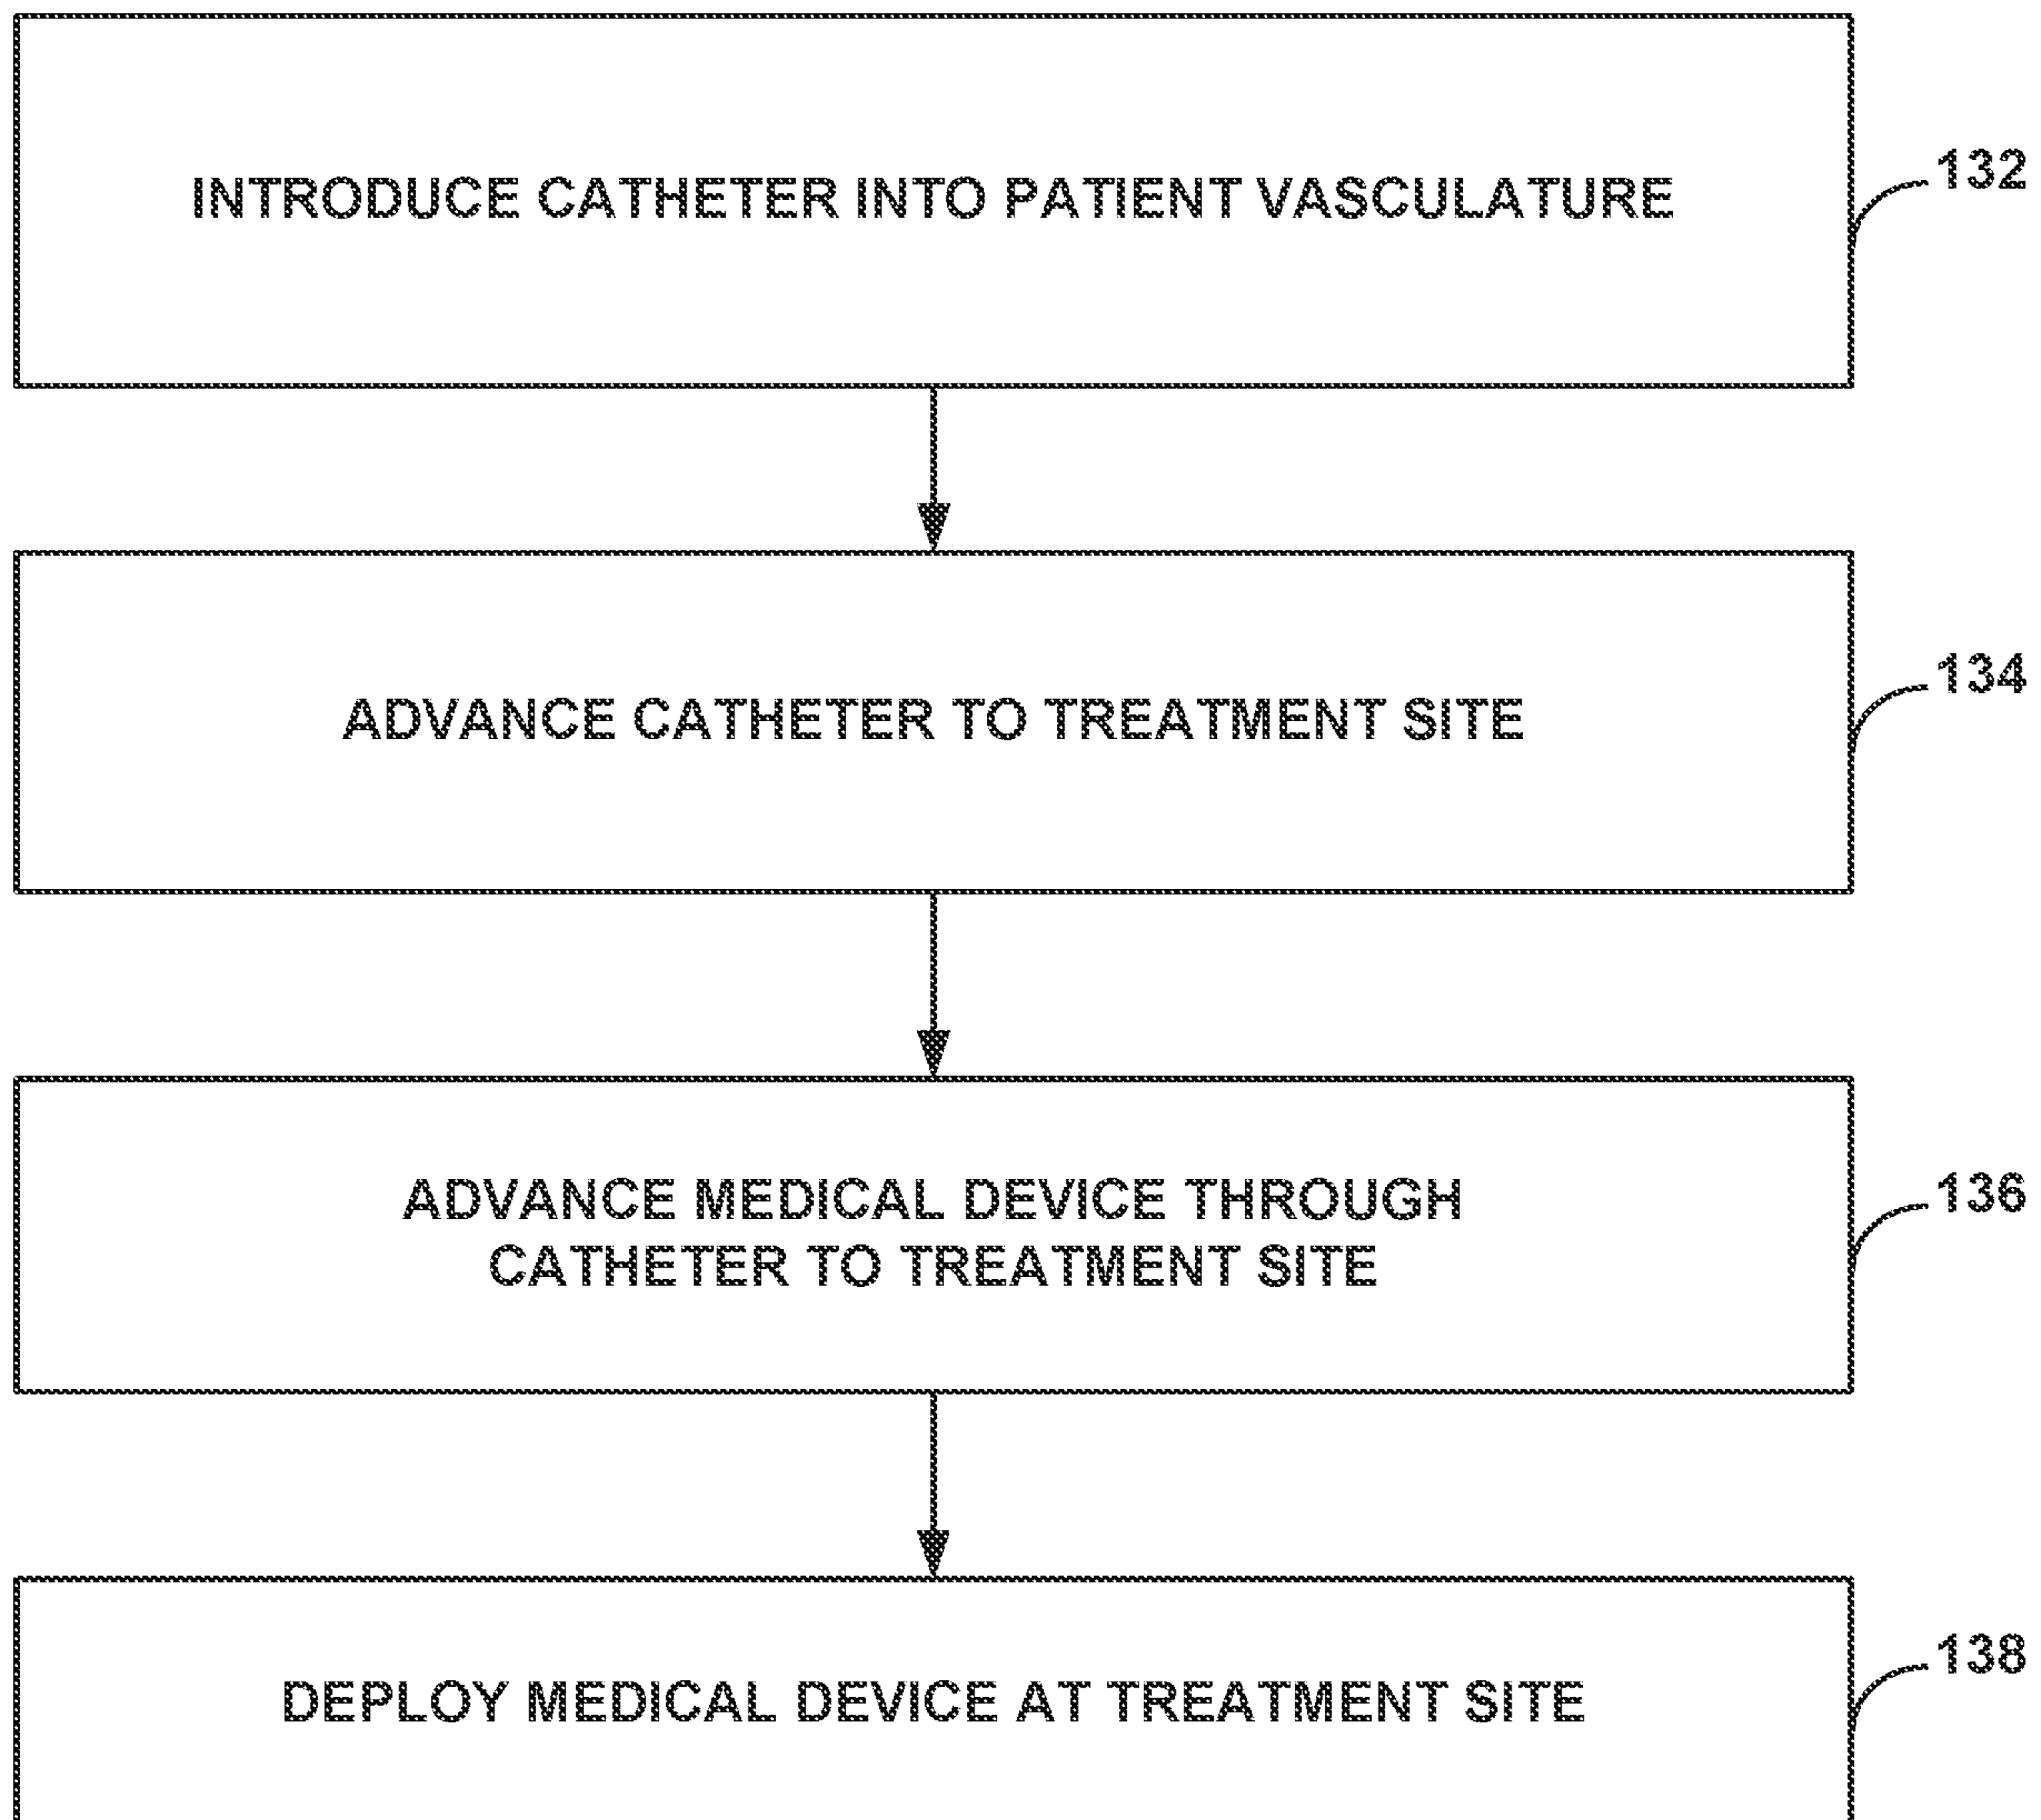 INTRODUCE CATHETER INTO PATIENT VASCULATURE
132
ADVANCE CATHETER TO TREATMENT SITE
134
ADVANCE MEDICAL DEVICE THROUGH
CATHETER TO TREATMENT SITE
136
DEPLOY MEDICAL DEVICE AT TREATMENT SITE
138